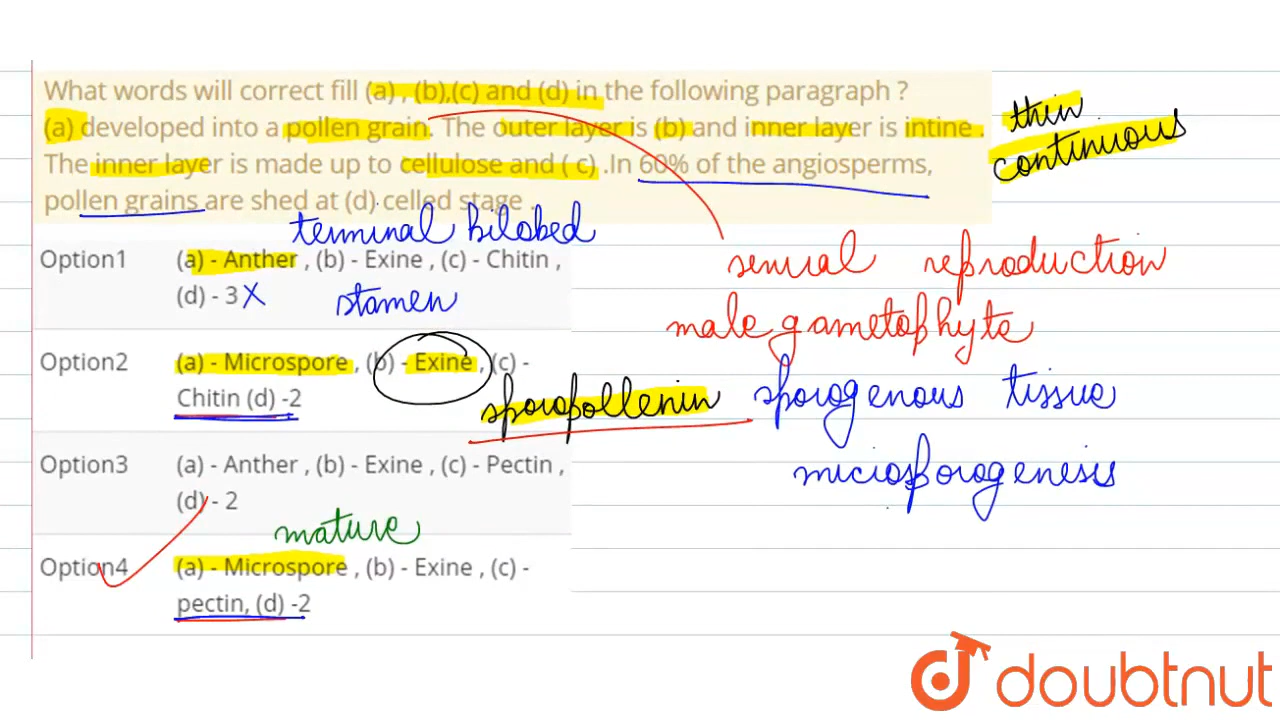 What words will correct fill (a) , (b),(c) and (d) in the following paragraph ?
(a) developed into a pollen grain. The outer layer is (b) and inner layer is intine .
The inner layer is made up to cellulose and ( c) .In 60% of the angiosperms,
pollen grains are shed at (d) celled stage .
thin
continuous
terminal bilobed
stamen
Option1 (a) - Anther , (b) - Exine , (c) - Chitin ,
(d) - 3 X
sexual reproduction
male gametophyte
Option2 (a) - Microspore , (b) - Exine , (c) -
Chitin (d) -2
sporopollenin
sporogenous tissue
microsporogenesis
Option3 (a) - Anther , (b) - Exine , (c) - Pectin ,
(d) - 2
mature
Option4 (a) - Microspore , (b) - Exine , (c) -
pectin, (d) -2
doubtnut